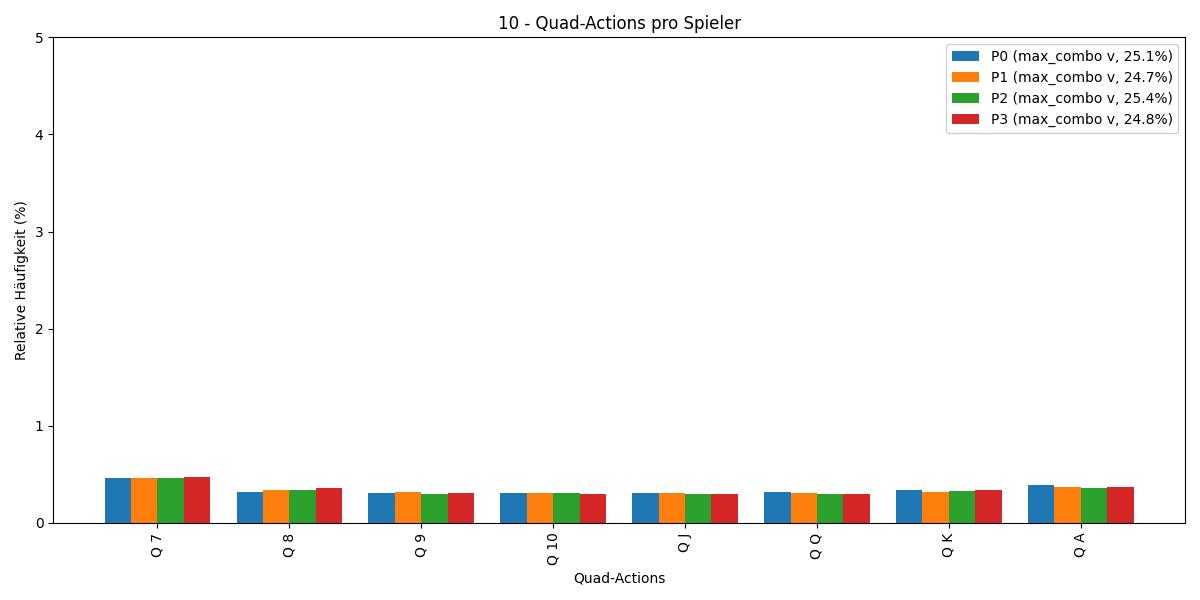 10 - Quad-Actions pro Spieler
P0 (max_combo v, 25.1%)
P1 (max_combo v, 24.7%)
P2 (max_combo v, 25.4%)
P3 (max_combo v, 24.8%)
Relative Häufigkeit (%)
5
4
3
2
1
0
Q 7
Q 8
Q 9
Q 10
Q J
Q Q
Q K
Q A
Quad-Actions